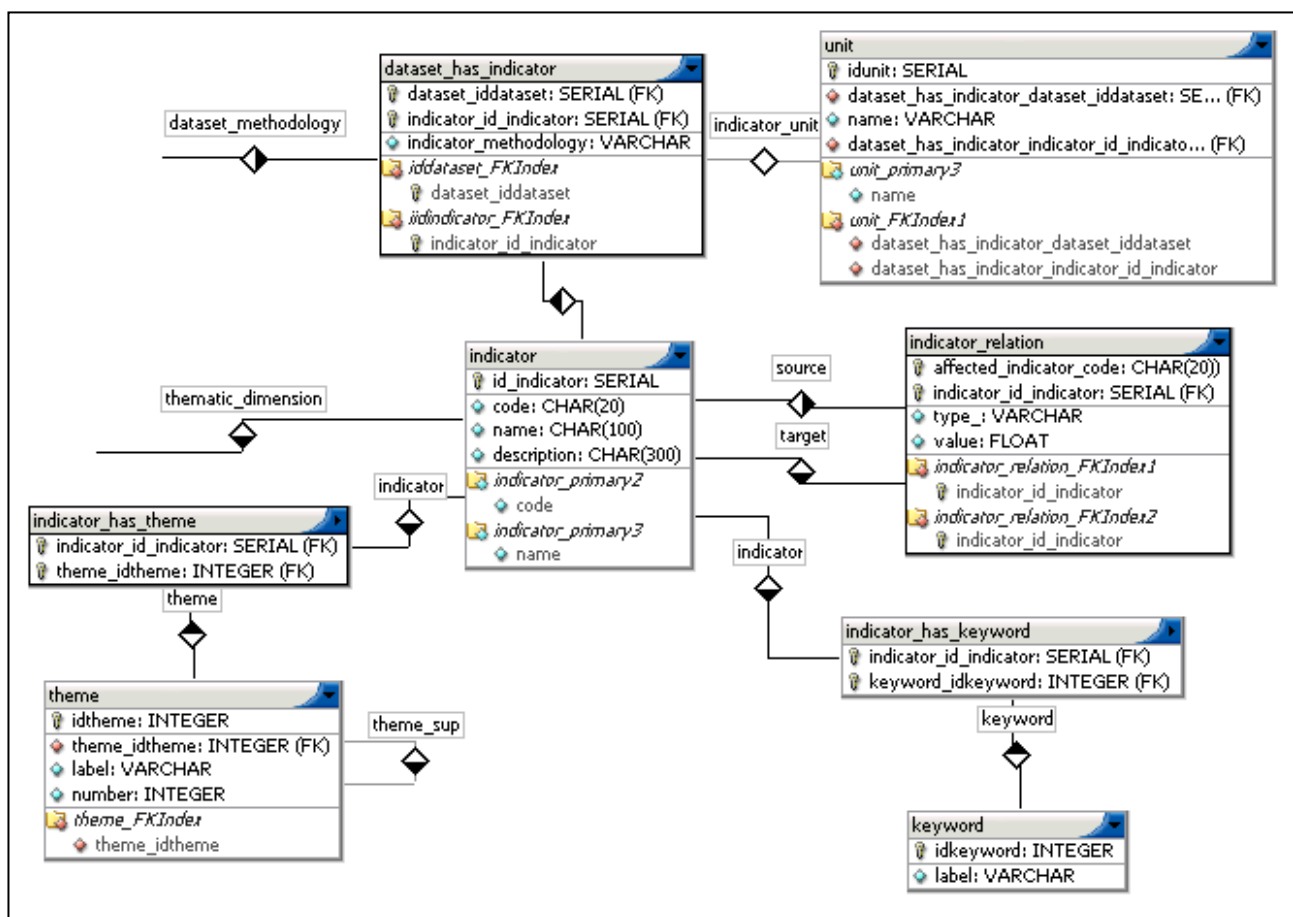 dataset_methodology
dataset_has_indicator
dataset_iddataset: SERIAL (FK)
indicator_id_indicator: SERIAL (FK)
indicator_methodology: VARCHAR
iddataset_FKIndex
dataset_iddataset
iidindicator_FKIndex
indicator_id_indicator
indicator_unit
unit
idunit: SERIAL
dataset_has_indicator_dataset_iddataset: SE... (FK)
name: VARCHAR
dataset_has_indicator_indicator_id_indicato... (FK)
unit_primary3
name
unit_FKIndex1
dataset_has_indicator_dataset_iddataset
dataset_has_indicator_indicator_id_indicator
thematic_dimension
indicator
id_indicator: SERIAL
code: CHAR(20)
name: CHAR(100)
description: CHAR(300)
indicator_primary2
code
indicator_primary3
name
source
target
indicator_relation
affected_indicator_code: CHAR(20))
indicator_id_indicator: SERIAL (FK)
type_: VARCHAR
value: FLOAT
indicator_relation_FKIndex1
indicator_id_indicator
indicator_relation_FKIndex2
indicator_id_indicator
indicator
indicator_has_theme
indicator_id_indicator: SERIAL (FK)
theme_idtheme: INTEGER (FK)
theme
indicator
indicator_has_keyword
indicator_id_indicator: SERIAL (FK)
keyword_idkeyword: INTEGER (FK)
keyword
theme
idtheme: INTEGER
theme_idtheme: INTEGER (FK)
label: VARCHAR
number: INTEGER
theme_FKIndex
theme_idtheme
theme_sup
keyword
idkeyword: INTEGER
label: VARCHAR